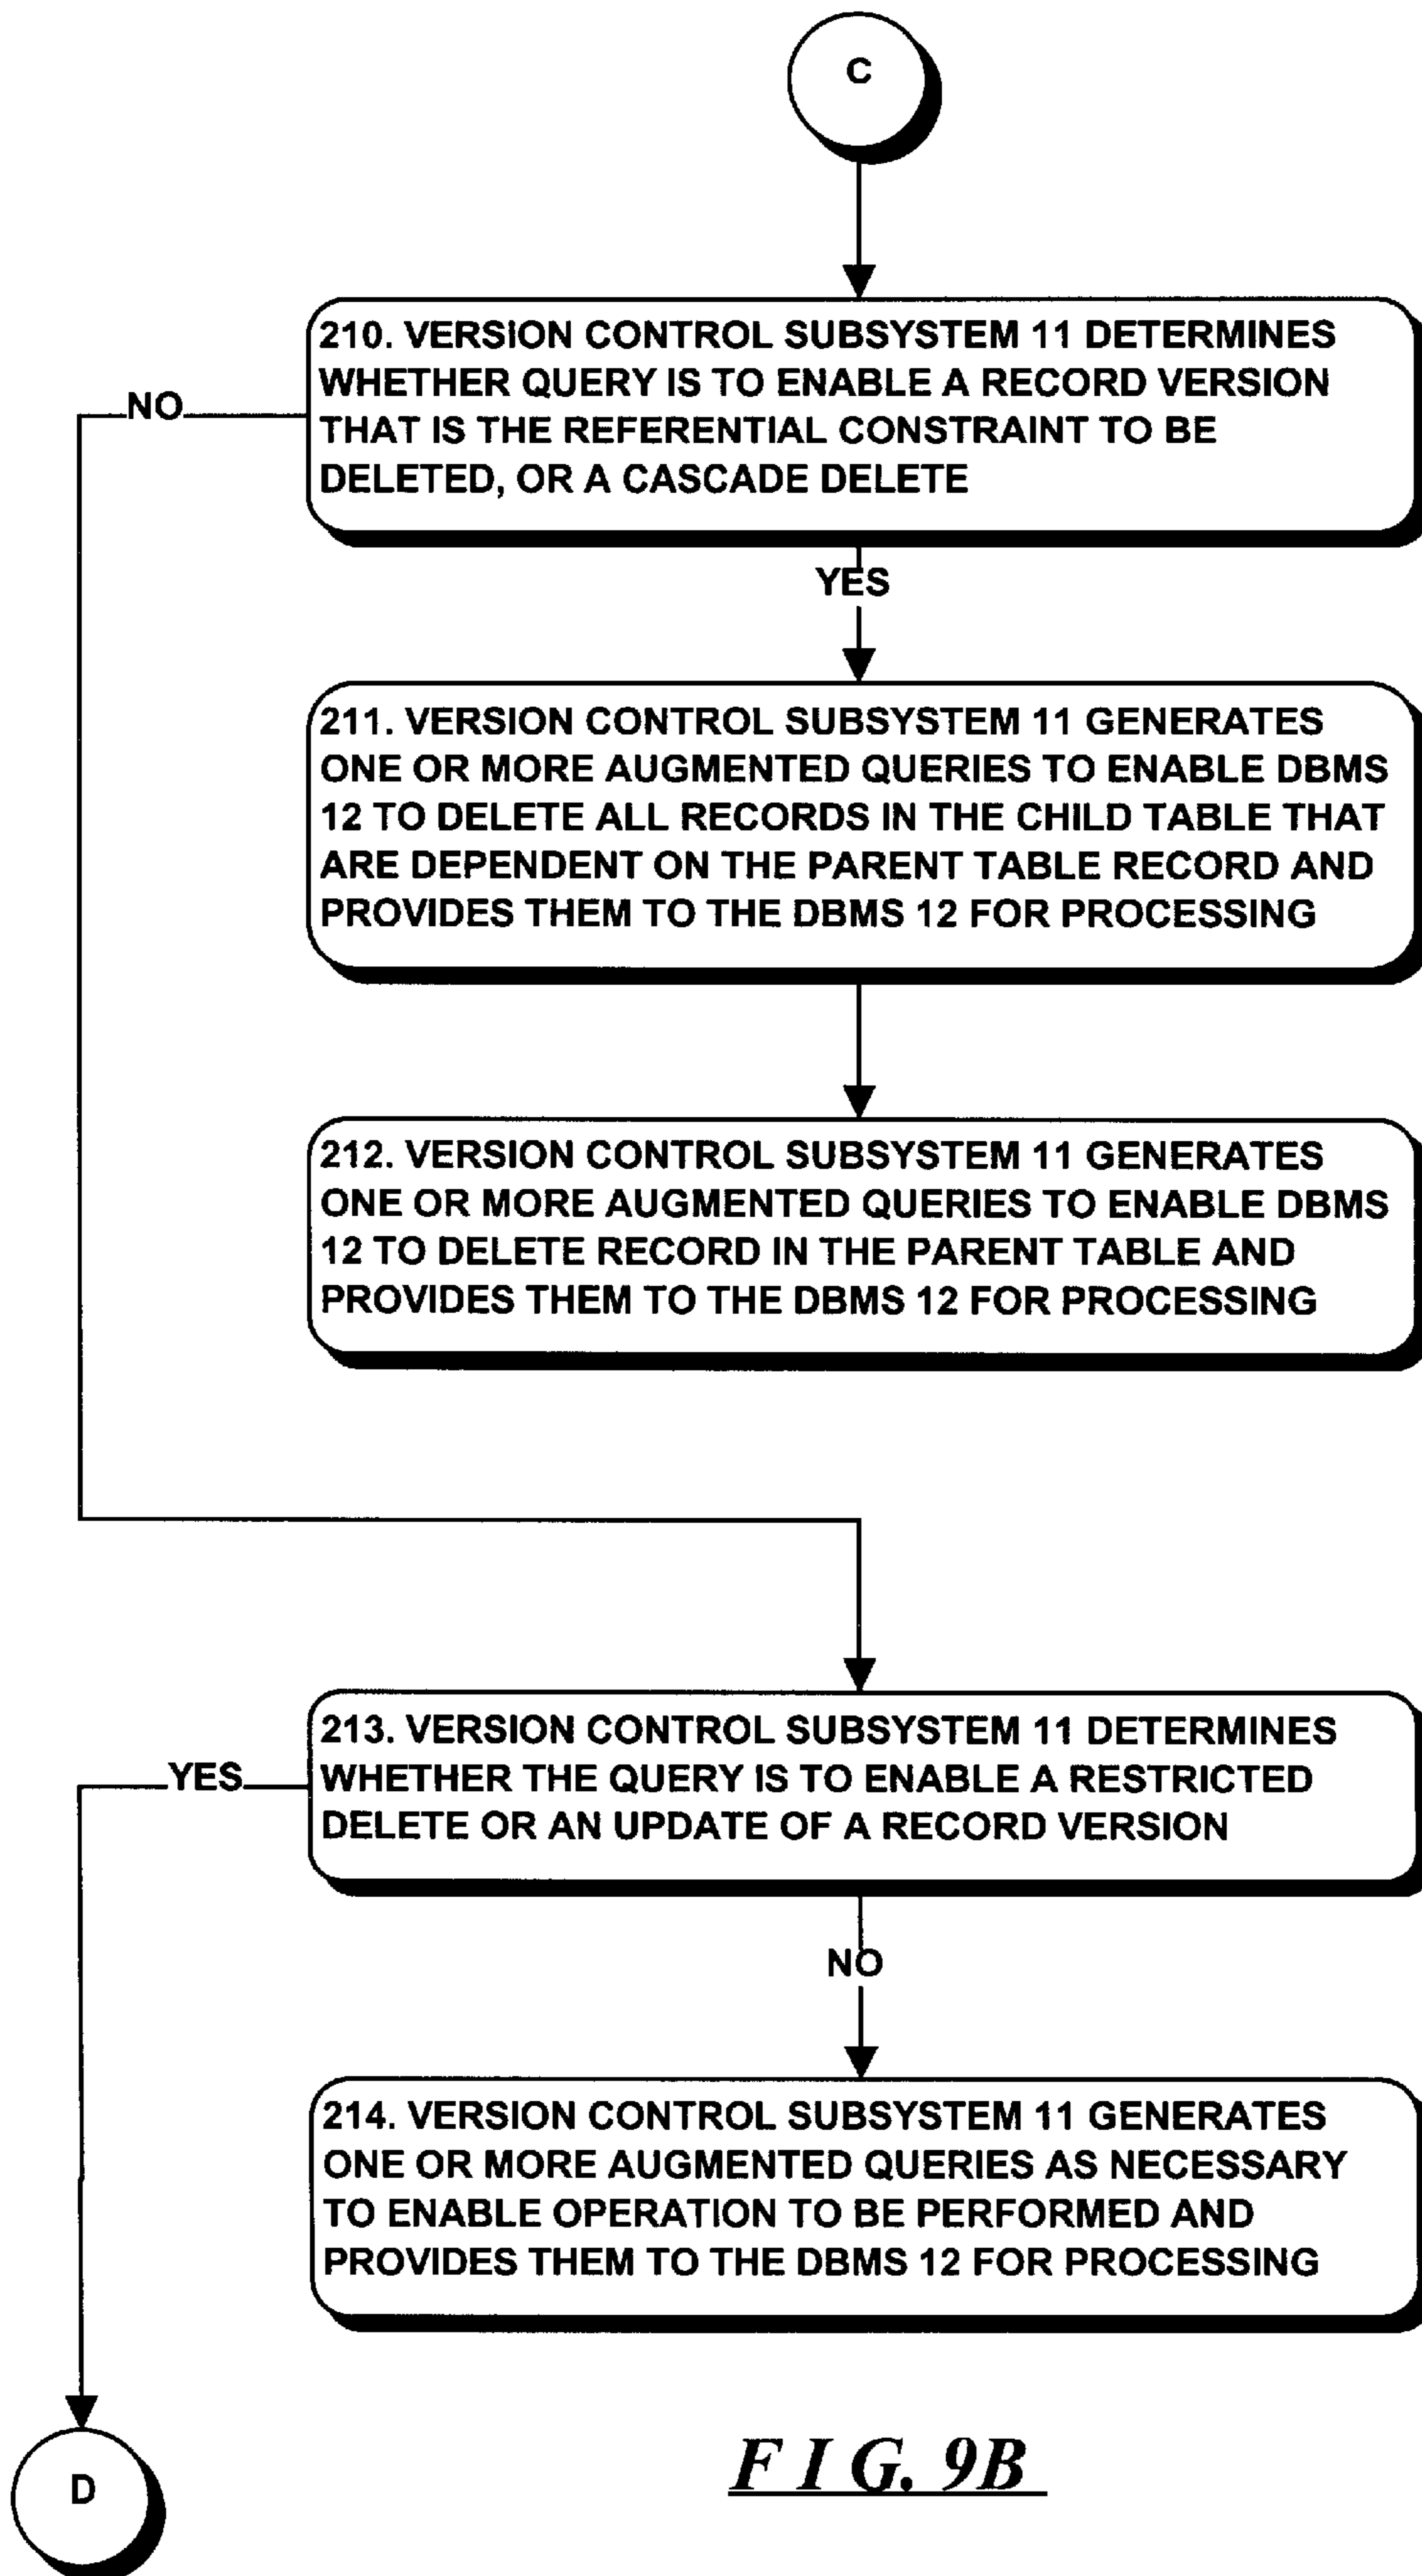 C
210. VERSION CONTROL SUBSYSTEM 11 DETERMINES
WHETHER QUERY IS TO ENABLE A RECORD VERSION
THAT IS THE REFERENTIAL CONSTRAINT TO BE
DELETED, OR A CASCADE DELETE
NO
YES
211. VERSION CONTROL SUBSYSTEM 11 GENERATES
ONE OR MORE AUGMENTED QUERIES TO ENABLE DBMS
12 TO DELETE ALL RECORDS IN THE CHILD TABLE THAT
ARE DEPENDENT ON THE PARENT TABLE RECORD AND
PROVIDES THEM TO THE DBMS 12 FOR PROCESSING
212. VERSION CONTROL SUBSYSTEM 11 GENERATES
ONE OR MORE AUGMENTED QUERIES TO ENABLE DBMS
12 TO DELETE RECORD IN THE PARENT TABLE AND
PROVIDES THEM TO THE DBMS 12 FOR PROCESSING
213. VERSION CONTROL SUBSYSTEM 11 DETERMINES
WHETHER THE QUERY IS TO ENABLE A RESTRICTED
DELETE OR AN UPDATE OF A RECORD VERSION
YES
NO
214. VERSION CONTROL SUBSYSTEM 11 GENERATES
ONE OR MORE AUGMENTED QUERIES AS NECESSARY
TO ENABLE OPERATION TO BE PERFORMED AND
PROVIDES THEM TO THE DBMS 12 FOR PROCESSING
D
F I G. 9B